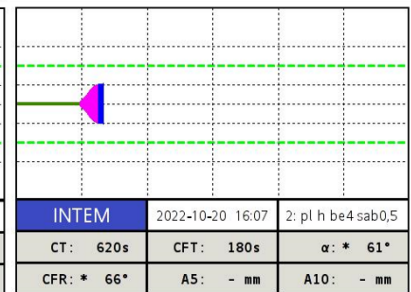 INTEM 2022-10-20 16:07 2: pl h be4 sab0,5
CT: 620s CFT: 180s α: * 61°
CFR: * 66° A5: - mm A10: - mm